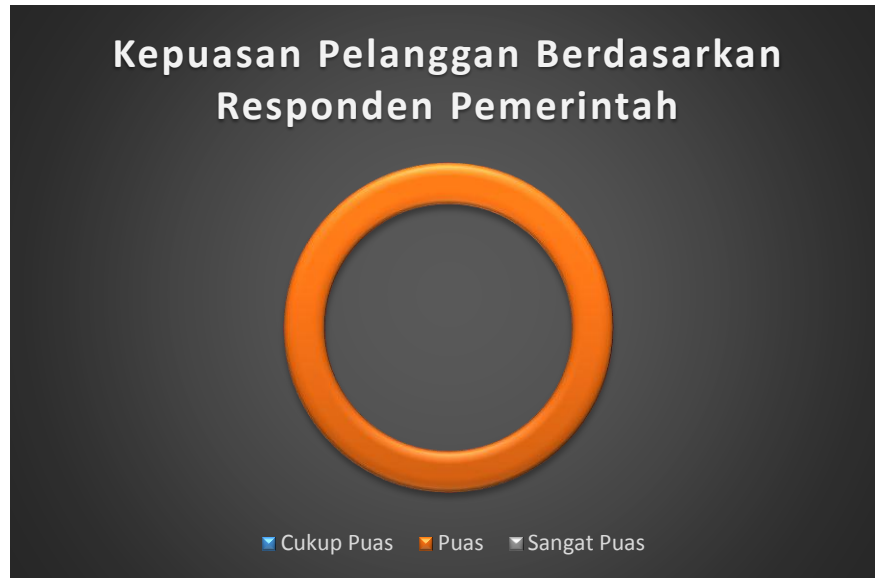 Kepuasan Pelanggan Berdasarkan
Responden Pemerintah
Cukup Puas Puas Sangat Puas